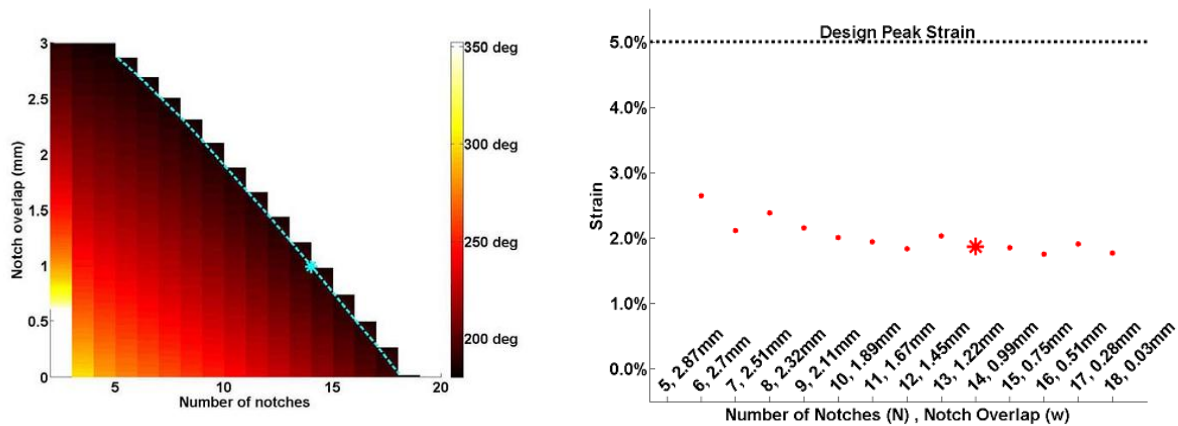 3
2.5
2
1.5
1
0.5
0
Notch overlap (mm)
5
10
15
20
Number of notches
350 deg
300 deg
250 deg
200 deg
Design Peak Strain
5.0%
4.0%
3.0%
2.0%
1.0%
0.0%
Strain
5, 2.87mm
6, 2.7mm
7, 2.51mm
8, 2.32mm
9, 2.11mm
10, 1.89mm
11, 1.67mm
12, 1.45mm
13, 1.22mm
14, 0.99mm
15, 0.75mm
16, 0.51mm
17, 0.28mm
18, 0.03mm
Number of Notches (N) , Notch Overlap (w)